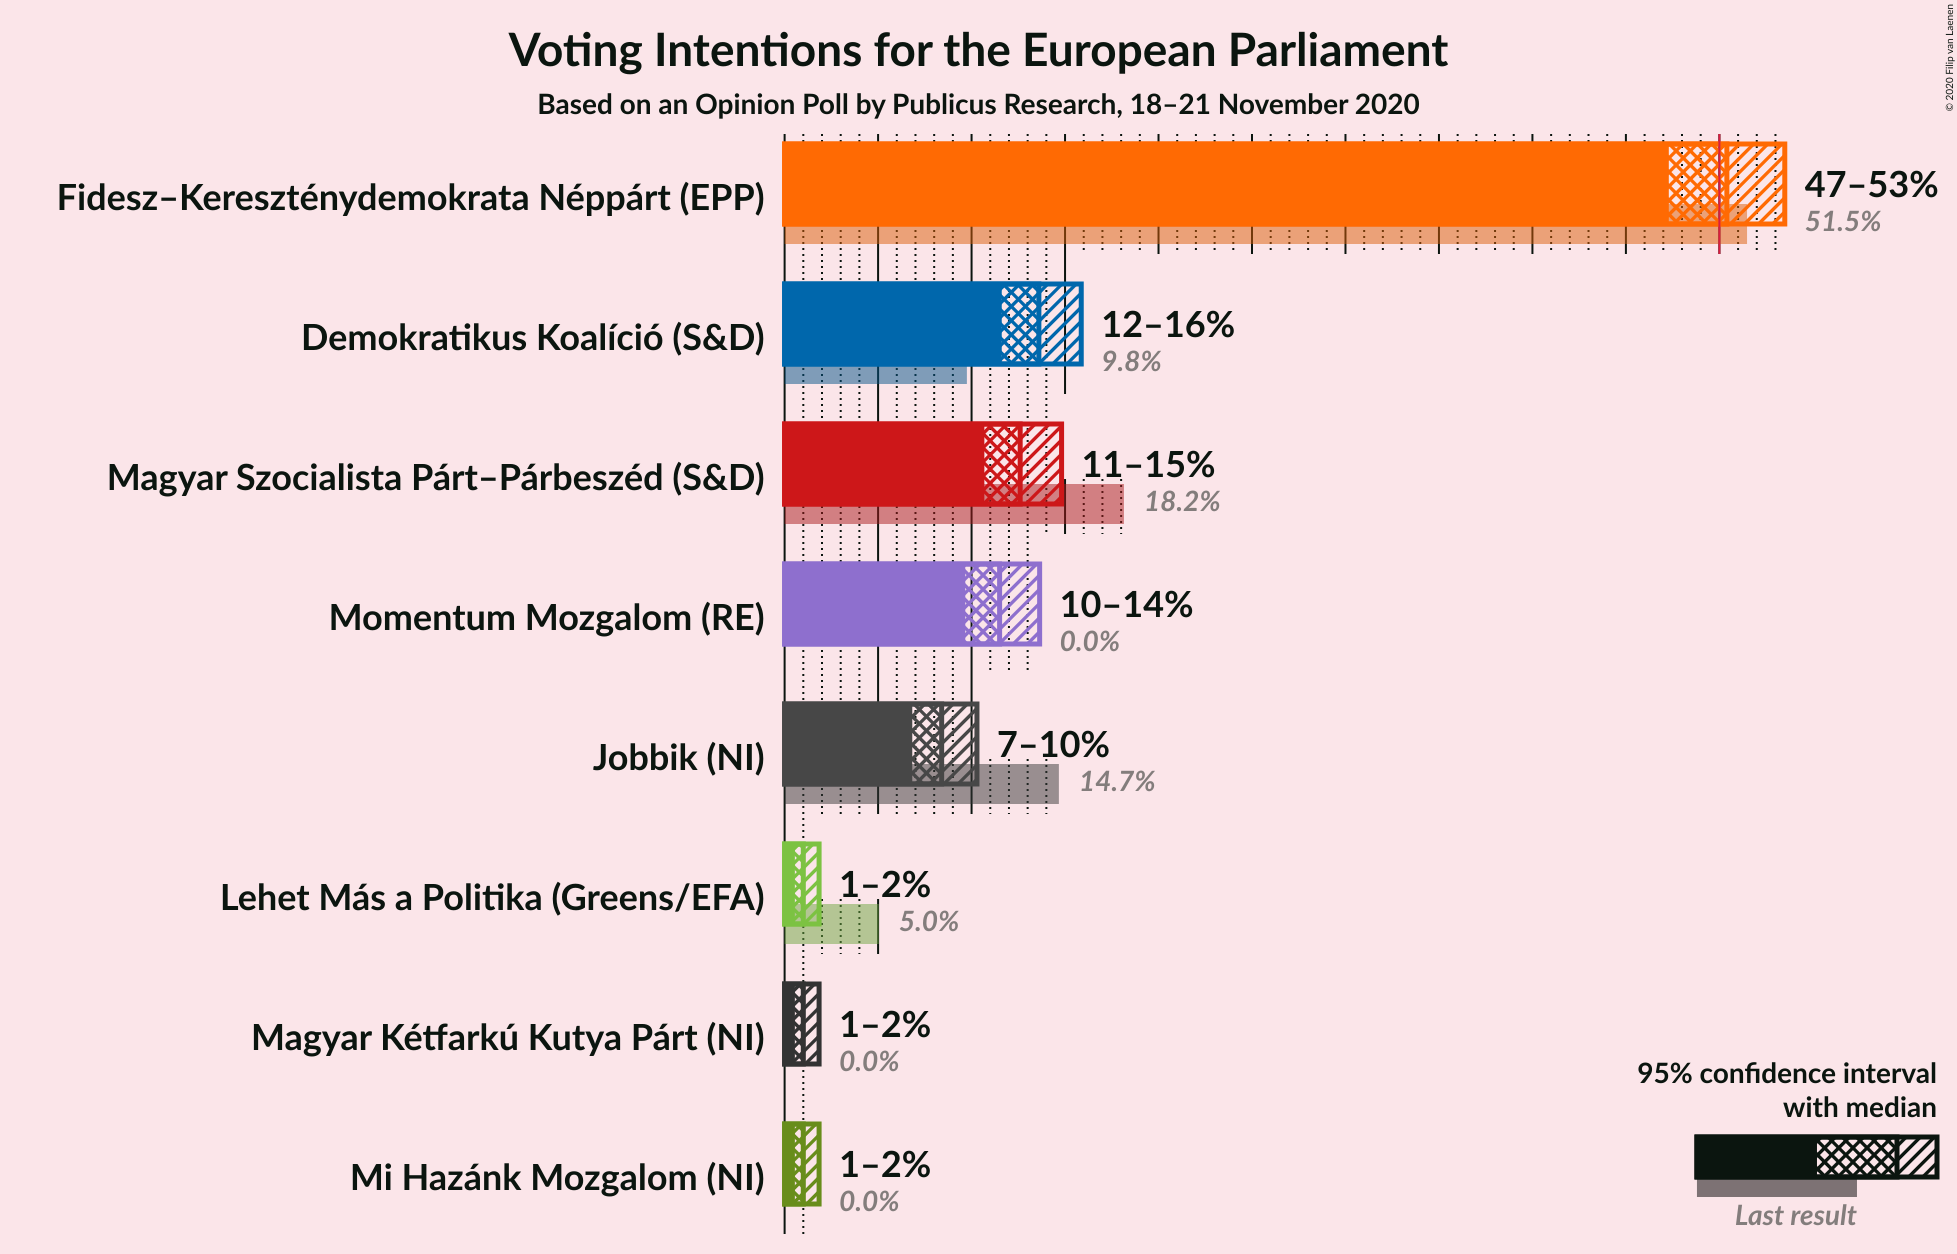 Voting Intentions for the European Parliament
Based on an Opinion Poll by Publicus Research, 18–21 November 2020
© 2020 Filip van Laenen
Fidesz–Kereszténydemokrata Néppárt (EPP)
47–53%
51.5%
Demokratikus Koalíció (S&D)
12–16%
9.8%
Magyar Szocialista Párt–Párbeszéd (S&D)
11–15%
18.2%
Momentum Mozgalom (RE)
10–14%
0.0%
Jobbik (NI)
7–10%
14.7%
Lehet Más a Politika (Greens/EFA)
1–2%
5.0%
Magyar Kétfarkú Kutya Párt (NI)
1–2%
0.0%
Mi Hazánk Mozgalom (NI)
1–2%
0.0%
95% confidence interval
with median
Last result